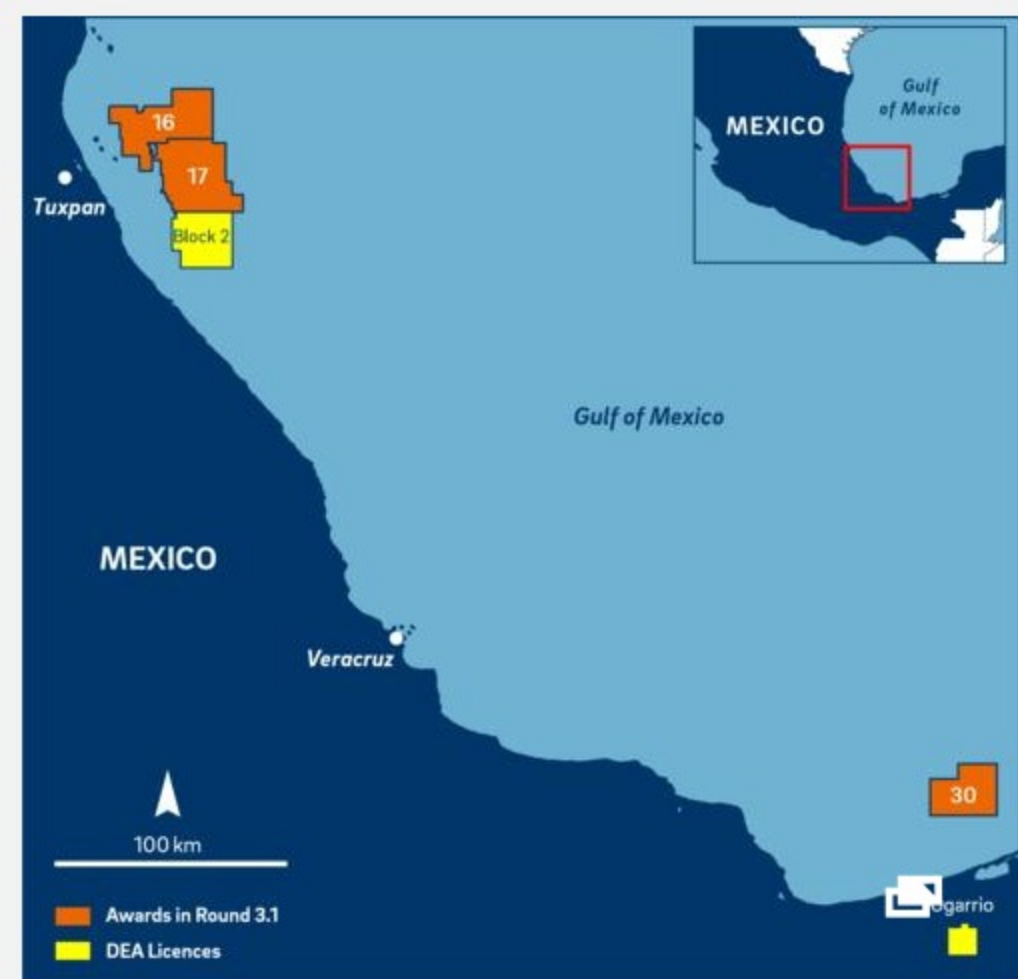 16
17
Tuxpan
Block 2
MEXICO
Gulf
of Mexico
Gulf of Mexico
MEXICO
Veracruz
100 km
30
Awards in Round 3.1
DEA Licences